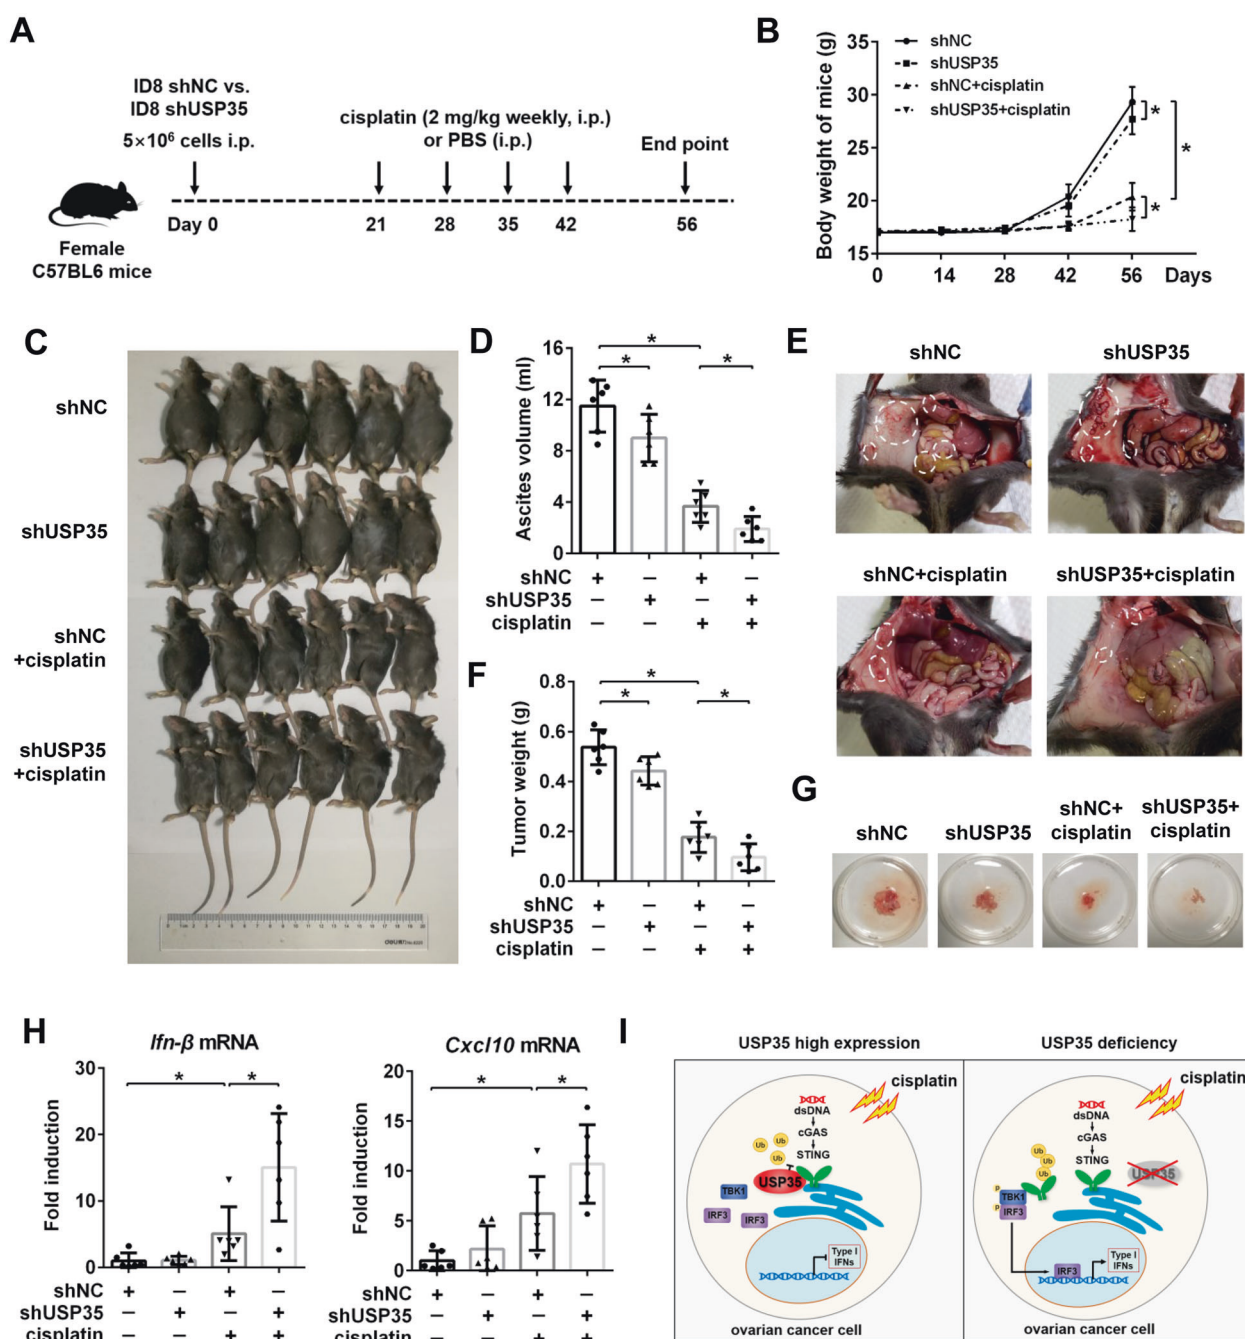 A
ID8 shNC vs.
ID8 shUSP35
5×10⁶ cells i.p.
cisplatin (2 mg/kg weekly, i.p.)
or PBS (i.p.)
End point
Day 0
21
28
35
42
56
Female
C57BL6 mice
B
Body weight of mice (g)
35
30
25
20
15
shNC
shUSP35
shNC+cisplatin
shUSP35+cisplatin
*
*
*
0
14
28
42
56
Days
C
shNC
shUSP35
shNC
+cisplatin
shUSP35
+cisplatin
D
Ascites volume (ml)
16
12
8
4
0
*
*
*
shNC + – + –
shUSP35 – + – +
cisplatin – – + +
E
shNC
shUSP35
shNC+cisplatin
shUSP35+cisplatin
F
Tumor weight (g)
0.8
0.6
0.4
0.2
0.0
*
*
*
shNC + – + –
shUSP35 – + – +
cisplatin – – + +
G
shNC
shUSP35
shNC+
cisplatin
shUSP35+
cisplatin
H
Ifn-β mRNA
Fold induction
30
20
10
0
*
*
shNC + – + –
shUSP35 – + – +
cisplatin – – + +
Cxcl10 mRNA
Fold induction
20
15
10
5
0
*
*
shNC + – + –
shUSP35 – + – +
cisplatin – – + +
I
USP35 high expression
cisplatin
dsDNA
cGAS
STING
Ub
Ub
Ub
USP35
TBK1
IRF3
IRF3
Type I
IFNs
ovarian cancer cell
USP35 deficiency
cisplatin
dsDNA
cGAS
STING
Ub
Ub
Ub
USP35
P
TBK1
P
IRF3
IRF3
Type I
IFNs
ovarian cancer cell